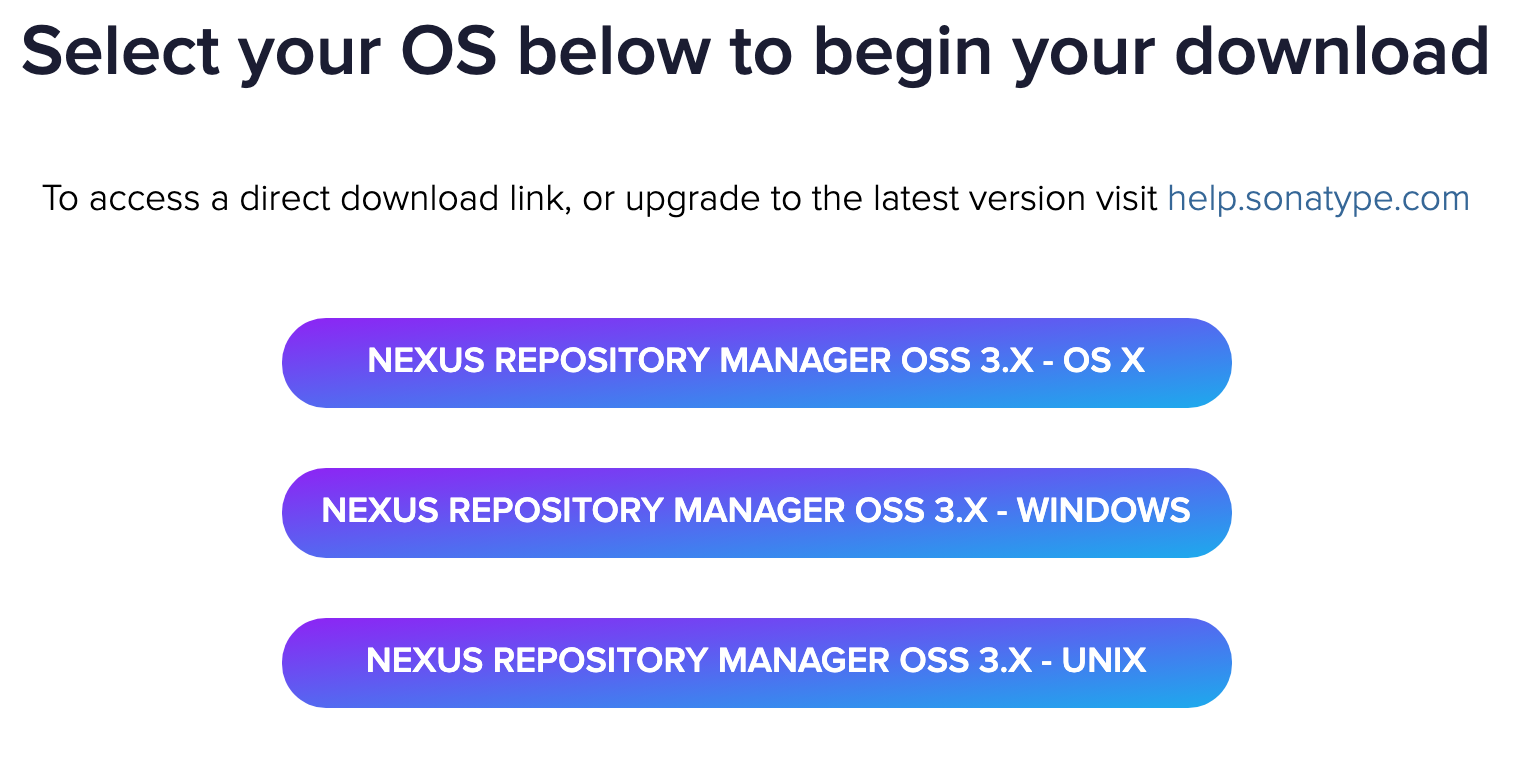 Select your OS below to begin your download
To access a direct download link, or upgrade to the latest version visit help.sonatype.com
NEXUS REPOSITORY MANAGER OSS 3.X - OS X
NEXUS REPOSITORY MANAGER OSS 3.X - WINDOWS
NEXUS REPOSITORY MANAGER OSS 3.X - UNIX